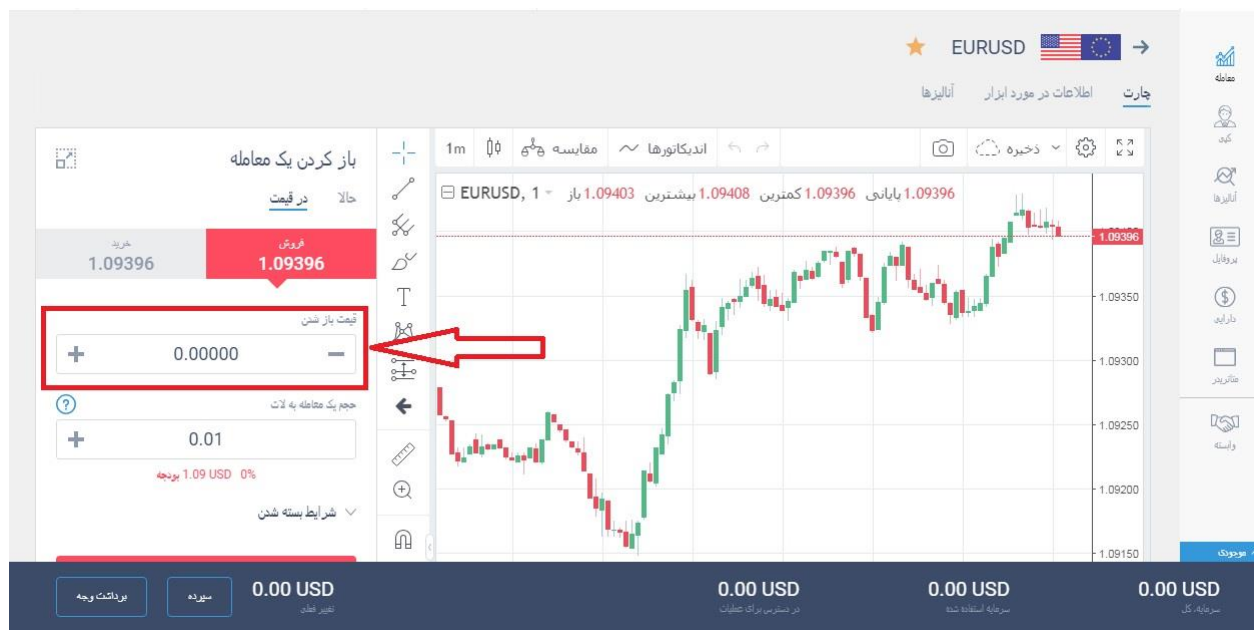 EURUSD
معامله
چارت
اطلاعات در مورد ابزار
آنالیزها
کپی
آنالیزها
پروفایل
دارایی
متاتریدر
وابسته
ذخیره
اندیکاتورها
مقایسه
1m
EURUSD, 1 باز 1.09403 بیشترین 1.09408 کمترین 1.09396 پایانی 1.09396
1.09396
1.09350
1.09300
1.09250
1.09200
1.09150
باز کردن یک معامله
حالا
در قیمت
فروش
1.09396
خرید
1.09396
قیمت باز شدن
+ 0.00000 −
حجم یک معامله به لات
?
+ 0.01
بودجه 1.09 USD 0%
شرایط بسته شدن
موجودی
0.00 USD
سرمایه، کل
0.00 USD
سرمایه استفاده شده
0.00 USD
در دسترس برای عملیات
0.00 USD
تغییر فعلی
سپرده
برداشت وجه